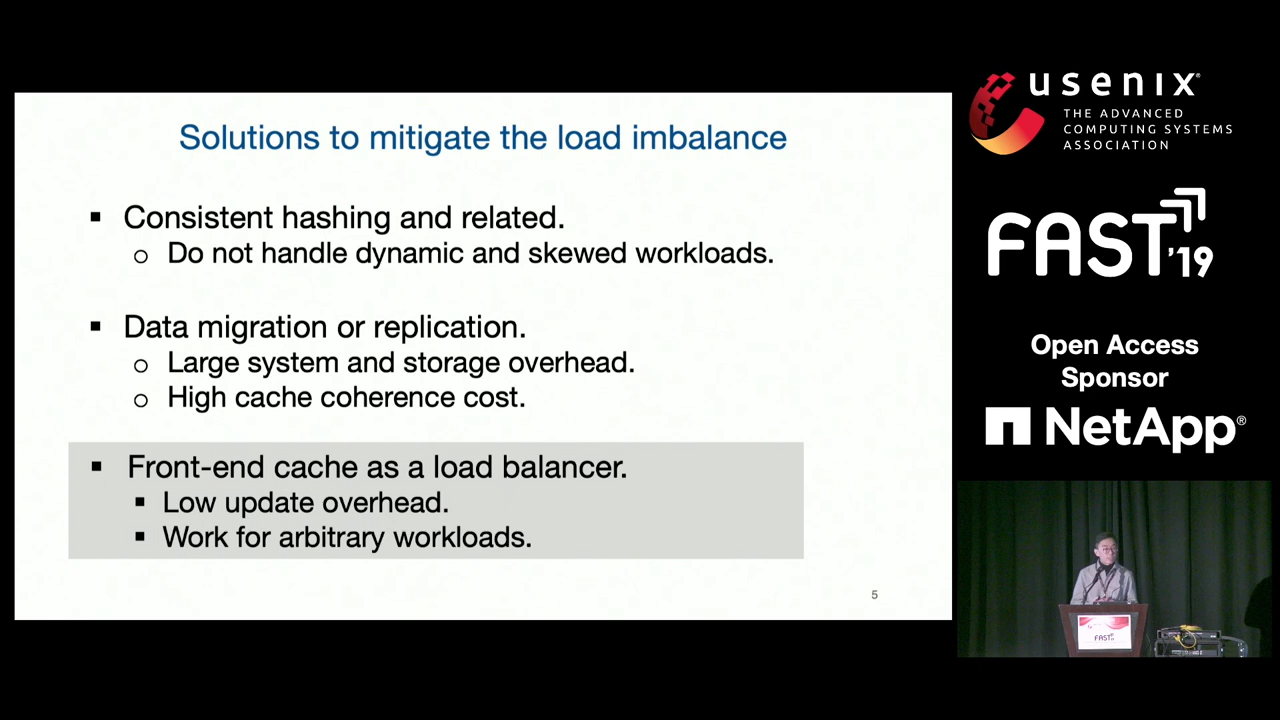 Solutions to mitigate the load imbalance
▪ Consistent hashing and related.
o Do not handle dynamic and skewed workloads.
▪ Data migration or replication.
o Large system and storage overhead.
o High cache coherence cost.
▪ Front-end cache as a load balancer.
▪ Low update overhead.
▪ Work for arbitrary workloads.
5
usenix®
THE ADVANCED
COMPUTING SYSTEMS
ASSOCIATION
FAST '19
Open Access
Sponsor
NetApp®
FAST